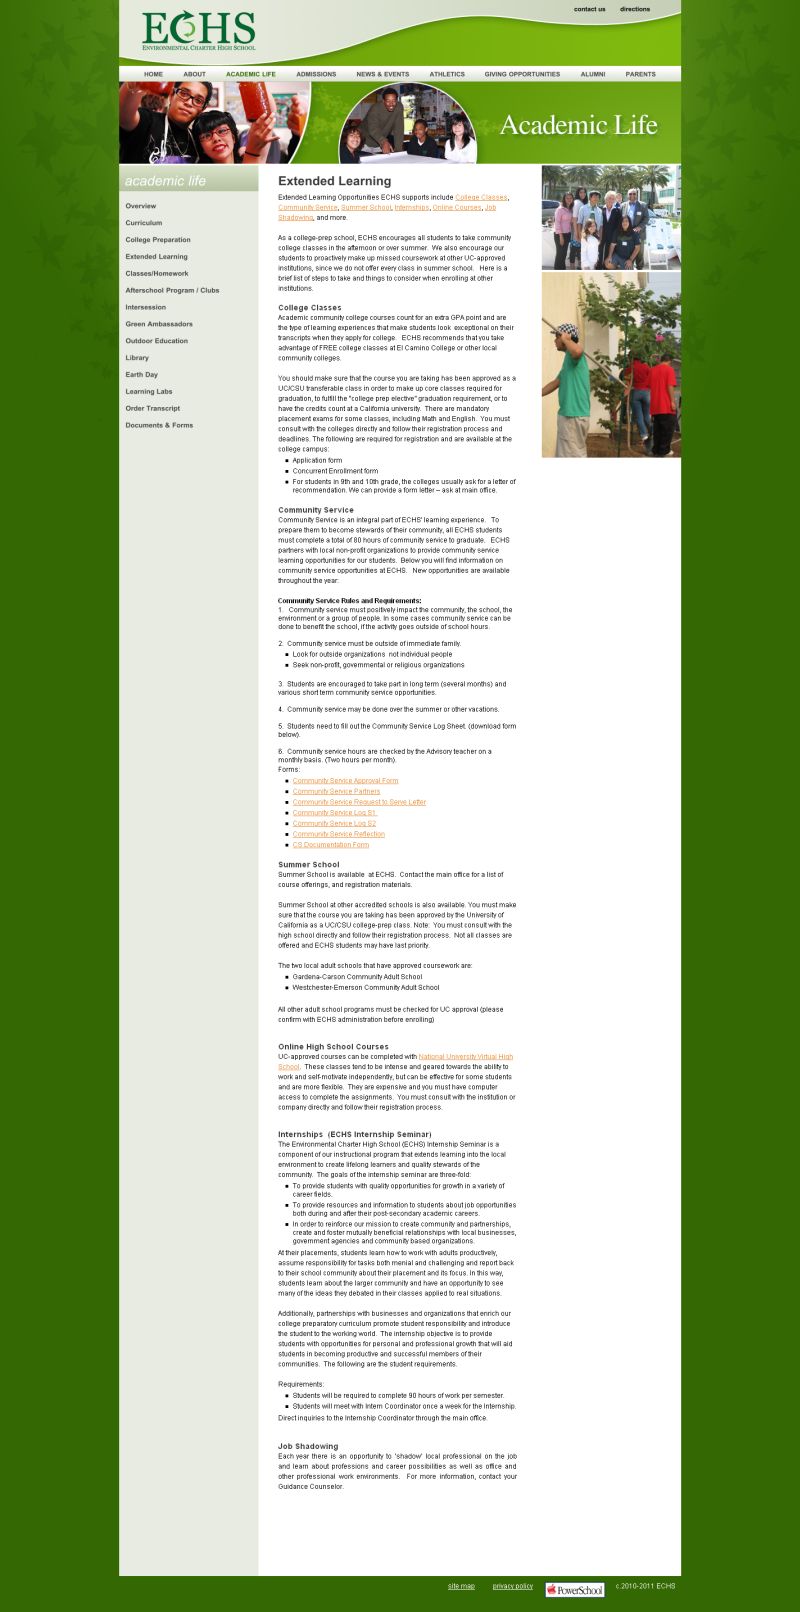 contact us directions
ECHS
ENVIRONMENTAL CHARTER HIGH SCHOOL
HOME ABOUT ACADEMIC LIFE ADMISSIONS NEWS & EVENTS ATHLETICS GIVING OPPORTUNITIES ALUMNI PARENTS
Academic Life
academic life
Overview
Curriculum
College Preparation
Extended Learning
Classes/Homework
Afterschool Program / Clubs
Intersession
Green Ambassadors
Outdoor Education
Library
Earth Day
Learning Labs
Order Transcript
Documents & Forms
Extended Learning
Extended Learning Opportunities ECHS supports include College Classes,
Community Service, Summer School, Internships, Online Courses, Job
Shadowing, and more.
As a college-prep school, ECHS encourages all students to take community
college classes in the afternoon or over summer. We also encourage our
students to proactively make up missed coursework at other UC-approved
institutions, since we do not offer every class in summer school. Here is a
brief list of steps to take and things to consider when enrolling at other
institutions.
College Classes
Academic community college courses count for an extra GPA point and are
the type of learning experiences that make students look exceptional on their
transcripts when they apply for college. ECHS recommends that you take
advantage of FREE college classes at El Camino College or other local
community colleges.
You should make sure that the course you are taking has been approved as a
UC/CSU transferable class in order to make up core classes required for
graduation, to fulfill the "college prep elective" graduation requirement, or to
have the credits count at a California university. There are mandatory
placement exams for some classes, including Math and English. You must
consult with the colleges directly and follow their registration process and
deadlines. The following are required for registration and are available at the
college campus:
■ Application form
■ Concurrent Enrollment form
■ For students in 9th and 10th grade, the colleges usually ask for a letter of
recommendation. We can provide a form letter – ask at main office.
Community Service
Community Service is an integral part of ECHS' learning experience. To
prepare them to become stewards of their community, all ECHS students
must complete a total of 80 hours of community service to graduate. ECHS
partners with local non-profit organizations to provide community service
learning opportunities for our students. Below you will find information on
community service opportunities at ECHS. New opportunities are available
throughout the year.
Community Service Rules and Requirements:
1. Community service must positively impact the community, the school, the
environment or a group of people. In some cases community service can be
done to benefit the school, if the activity goes outside of school hours.
2. Community service must be outside of immediate family.
■ Look for outside organizations not individual people
■ Seek non-profit, governmental or religious organizations
3. Students are encouraged to take part in long term (several months) and
various short term community service opportunities.
4. Community service may be done over the summer or other vacations.
5. Students need to fill out the Community Service Log Sheet. (download form
below).
6. Community service hours are checked by the Advisory teacher on a
monthly basis. (Two hours per month).
Forms:
■ Community Service Approval Form
■ Community Service Partners
■ Community Service Request to Serve Letter
■ Community Service Log S1
■ Community Service Log S2
■ Community Service Reflection
■ CS Documentation Form
Summer School
Summer School is available at ECHS. Contact the main office for a list of
course offerings, and registration materials.
Summer School at other accredited schools is also available. You must make
sure that the course you are taking has been approved by the University of
California as a UC/CSU college-prep class. Note: You must consult with the
high school directly and follow their registration process. Not all classes are
offered and ECHS students may have last priority.
The two local adult schools that have approved coursework are:
■ Gardena-Carson Community Adult School
■ Westchester-Emerson Community Adult School
All other adult school programs must be checked for UC approval (please
confirm with ECHS administration before enrolling)
Online High School Courses
UC-approved courses can be completed with National University Virtual High
School. These classes tend to be intense and geared towards the ability to
work and self-motivate independently, but can be effective for some students
and are more flexible. They are expensive and you must have computer
access to complete the assignments. You must consult with the institution or
company directly and follow their registration process.
Internships (ECHS Internship Seminar)
The Environmental Charter High School (ECHS) Internship Seminar is a
component of our instructional program that extends learning into the local
environment to create lifelong learners and quality stewards of the
community. The goals of the internship seminar are three-fold:
■ To provide students with quality opportunities for growth in a variety of
career fields.
■ To provide resources and information to students about job opportunities
both during and after their post-secondary academic careers.
■ In order to reinforce our mission to create community and partnerships,
create and foster mutually beneficial relationships with local businesses,
government agencies and community based organizations.
At their placements, students learn how to work with adults productively,
assume responsibility for tasks both menial and challenging and report back
to their school community about their placement and its focus. In this way,
students learn about the larger community and have an opportunity to see
many of the ideas they debated in their classes applied to real situations.
Additionally, partnerships with businesses and organizations that enrich our
college preparatory curriculum promote student responsibility and introduce
the student to the working world. The internship objective is to provide
students with opportunities for personal and professional growth that will aid
students in becoming productive and successful members of their
communities. The following are the student requirements.
Requirements:
■ Students will be required to complete 90 hours of work per semester.
■ Students will meet with Intern Coordinator once a week for the Internship.
Direct inquiries to the Internship Coordinator through the main office.
Job Shadowing
Each year there is an opportunity to 'shadow' local professional on the job
and learn about professions and career possibilities as well as office and
other professional work environments. For more information, contact your
Guidance Counselor.
site map privacy policy PowerSchool c.2010-2011 ECHS